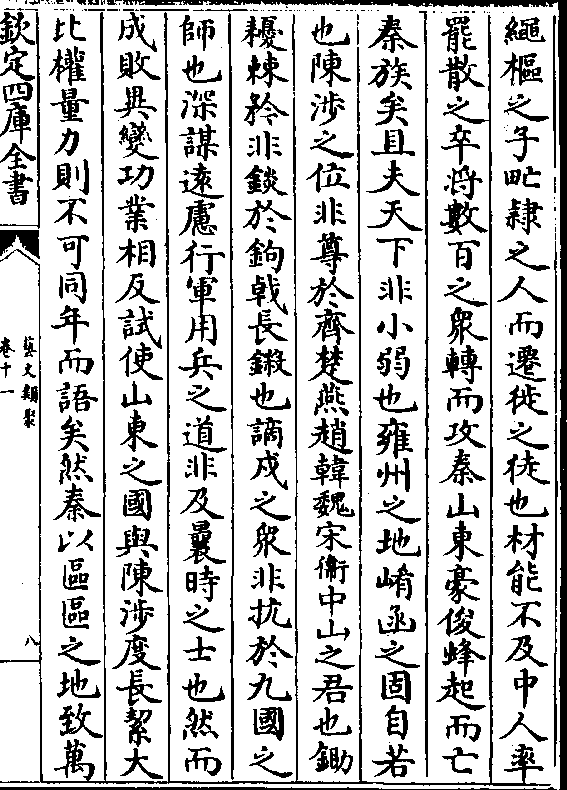 繩樞之子甿隸之人而遷徙之徒也材能不及中人率
罷散之卒將數百之衆轉而攻秦山東豪俊蜂起而亡
秦族矣且夫天下非小弱也雍州之地崤函之固自若
也陳涉之位非尊於齊楚燕趙韓魏宋衞中山之君也鋤
耰棘矜非錟於鉤戟長鎩也謫戍之衆非抗於九國之
師也深謀遠慮行軍用兵之道非及曩時之士也然而
成敗異變功業相反試使山東之國與陳涉度長絜大
比權量力則不可同年而語矣然秦以區區之地致萬
欽定四庫全書
藝文類聚
卷十一
八